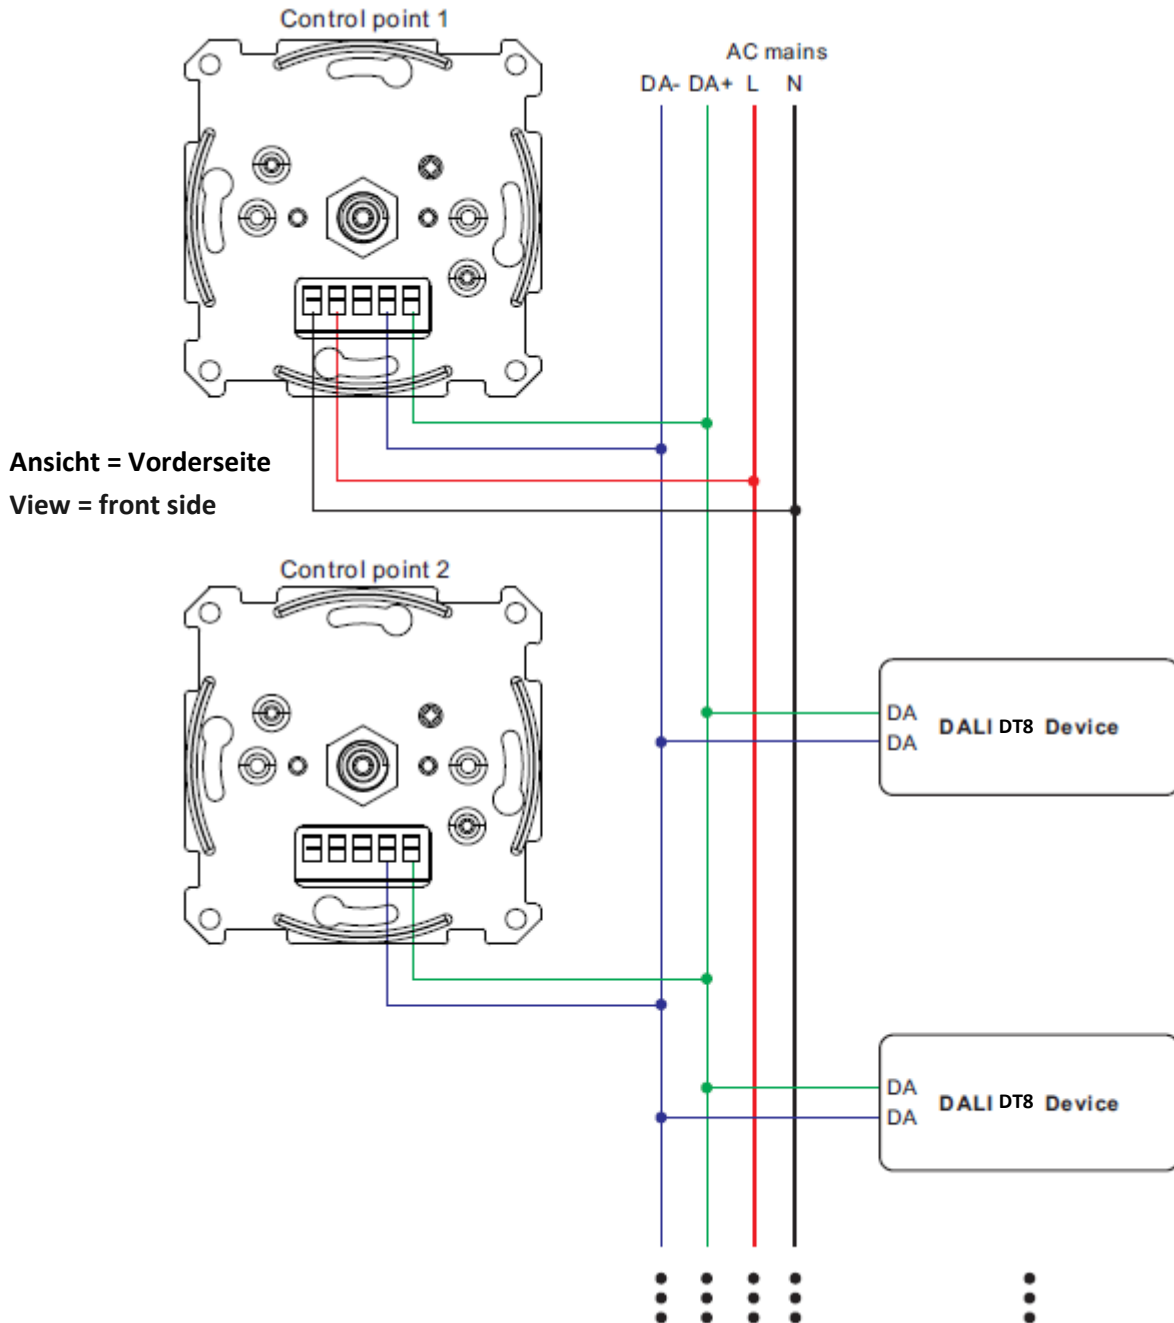 Control point 1
AC mains
DA- DA+ L N
Ansicht = Vorderseite
View = front side
Control point 2
DA
DALI DT8 Device
DA
DA
DALI DT8 Device
DA